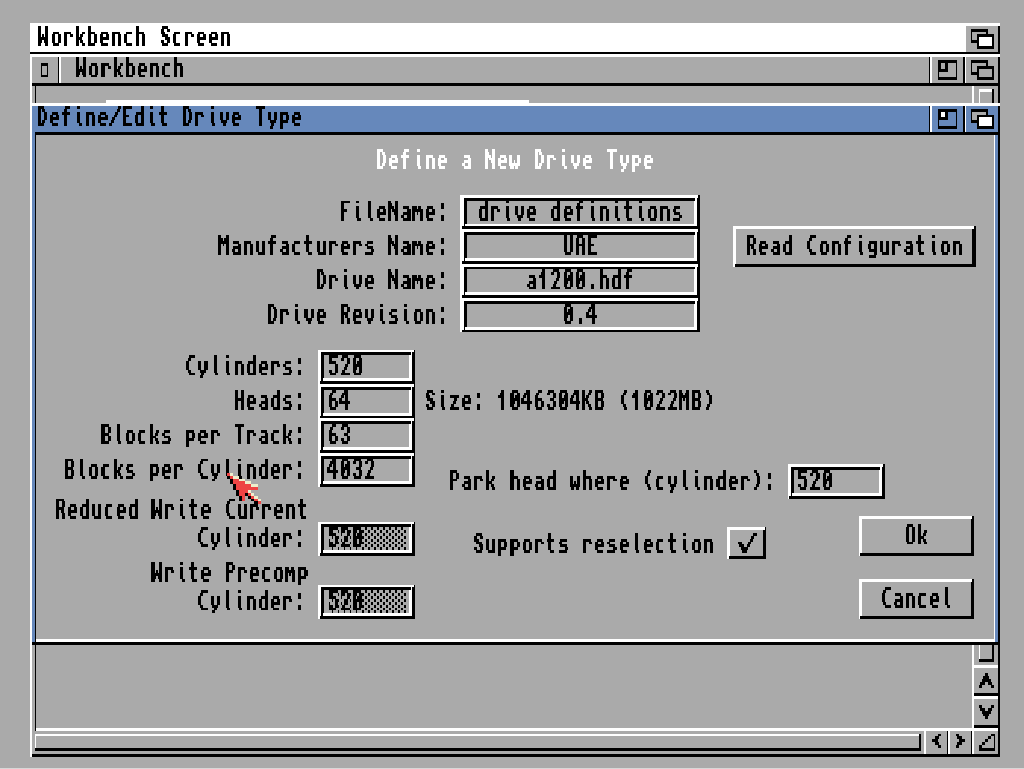 Workbench Screen
Workbench
Define/Edit Drive Type
Define a New Drive Type
FileName: drive definitions
Manufacturers Name: UAE
Read Configuration
Drive Name: a1200.hdf
Drive Revision: 0.4
Cylinders: 520
Heads: 64 Size: 1046304KB (1022MB)
Blocks per Track: 63
Blocks per Cylinder: 4032
Park head where (cylinder): 520
Reduced Write Current
Cylinder: 520
Supports reselection
Ok
Write Precomp
Cylinder: 520
Cancel